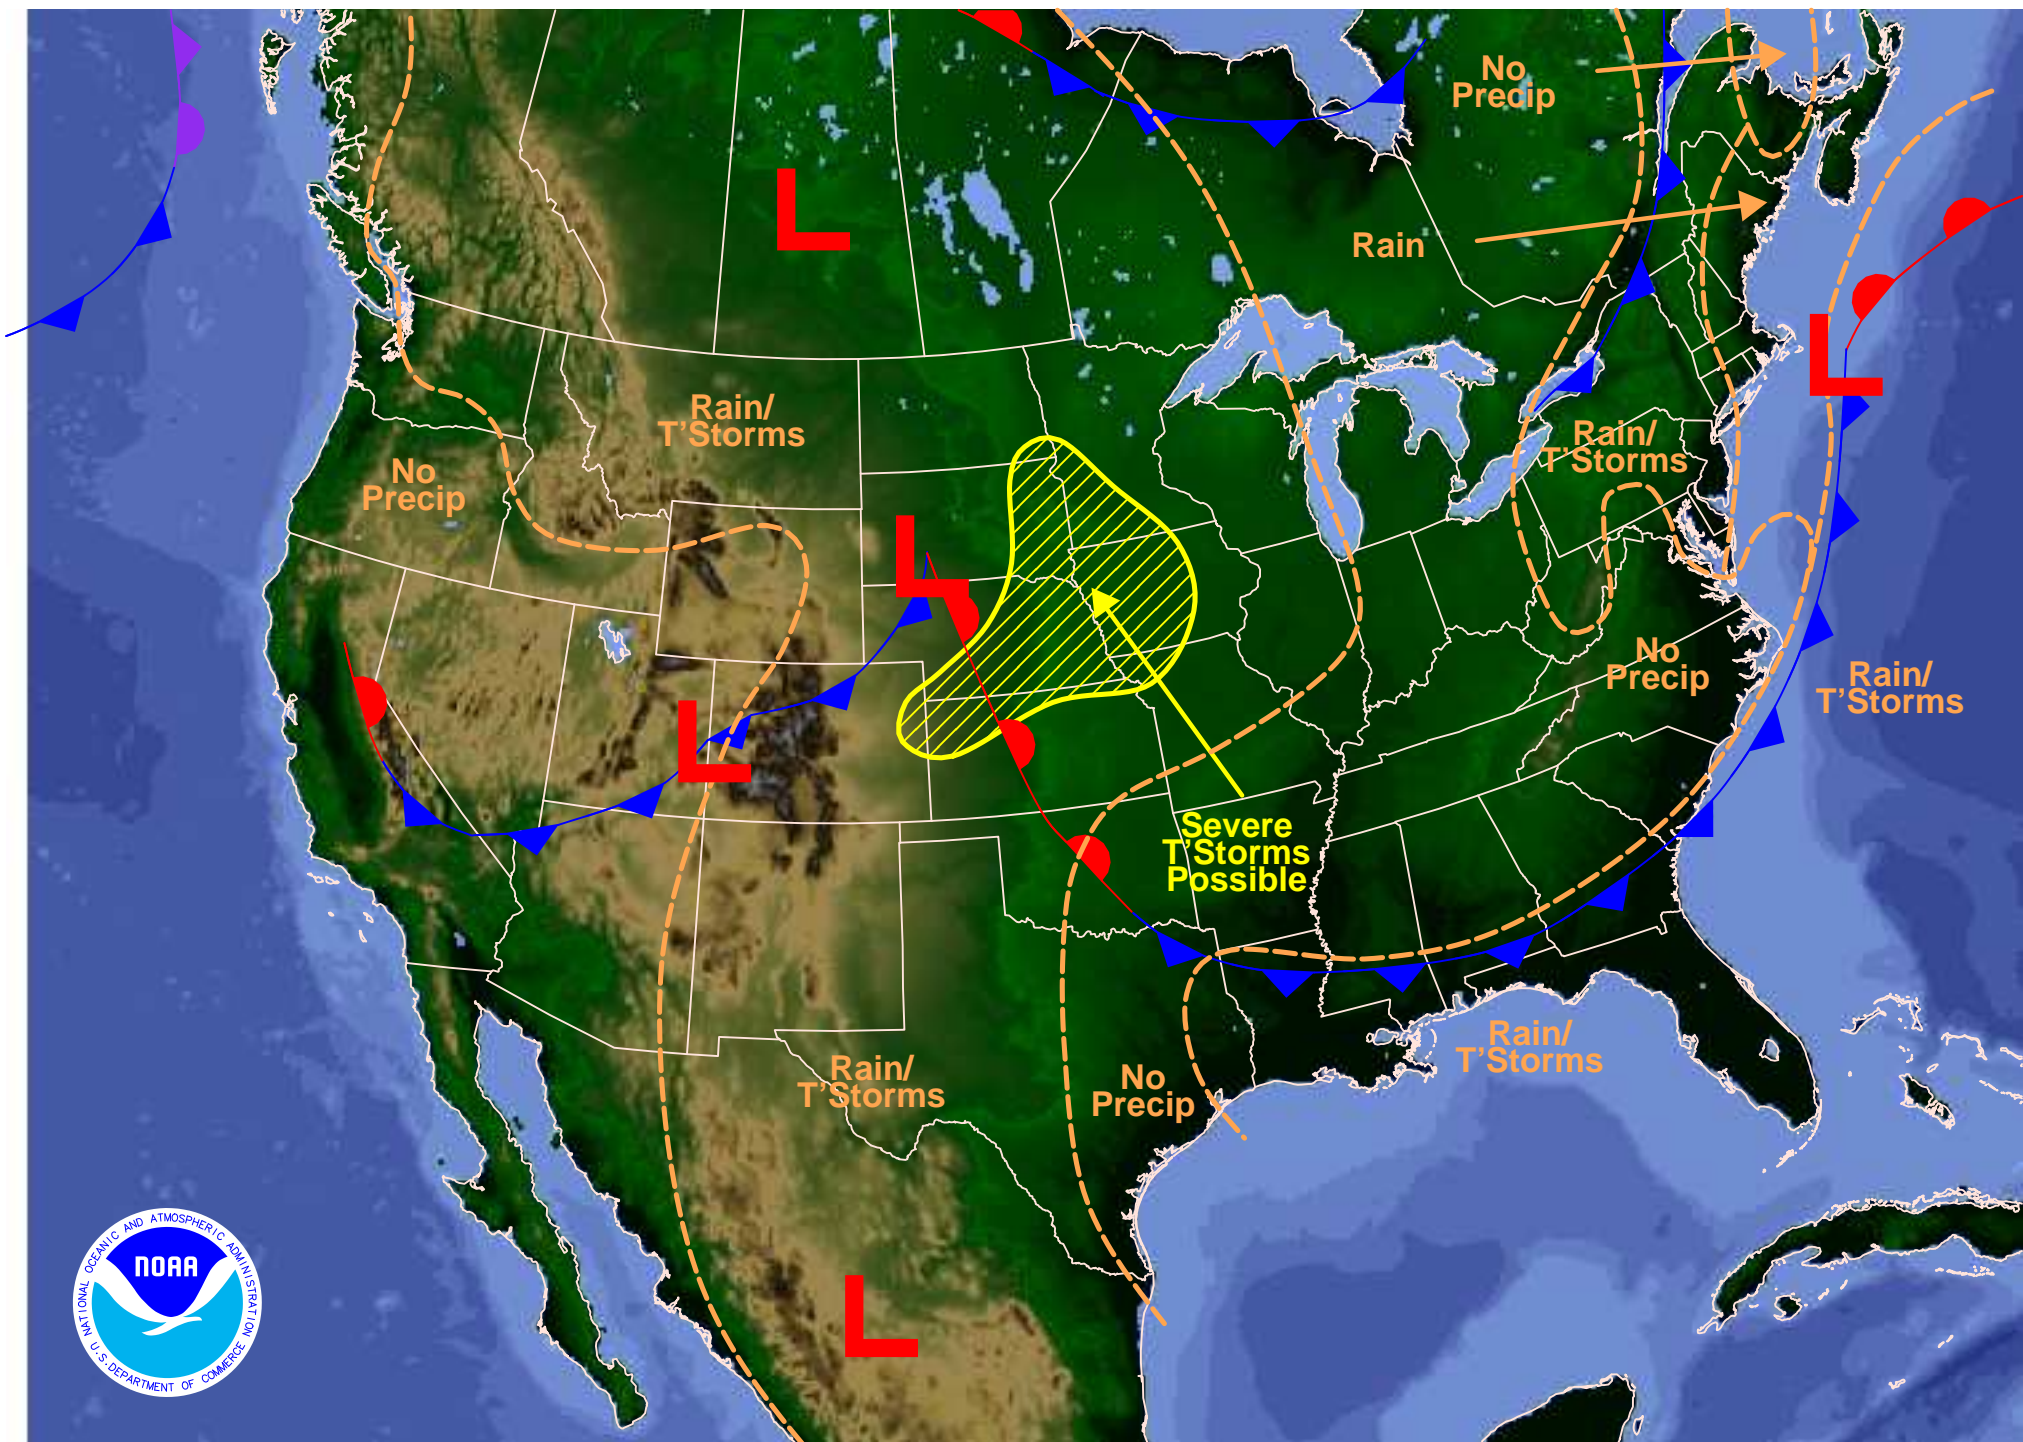 No
Precip
Rain
L
L
Rain/
T'Storms
No
Precip
Rain/
T'Storms
L
No
Precip
Rain/
T'Storms
L
Severe
T'Storms
Possible
Rain/
T'Storms
Rain/
T'Storms
No
Precip
L
NATIONAL OCEANIC AND ATMOSPHERIC ADMINISTRATION
NOAA
U.S. DEPARTMENT OF COMMERCE